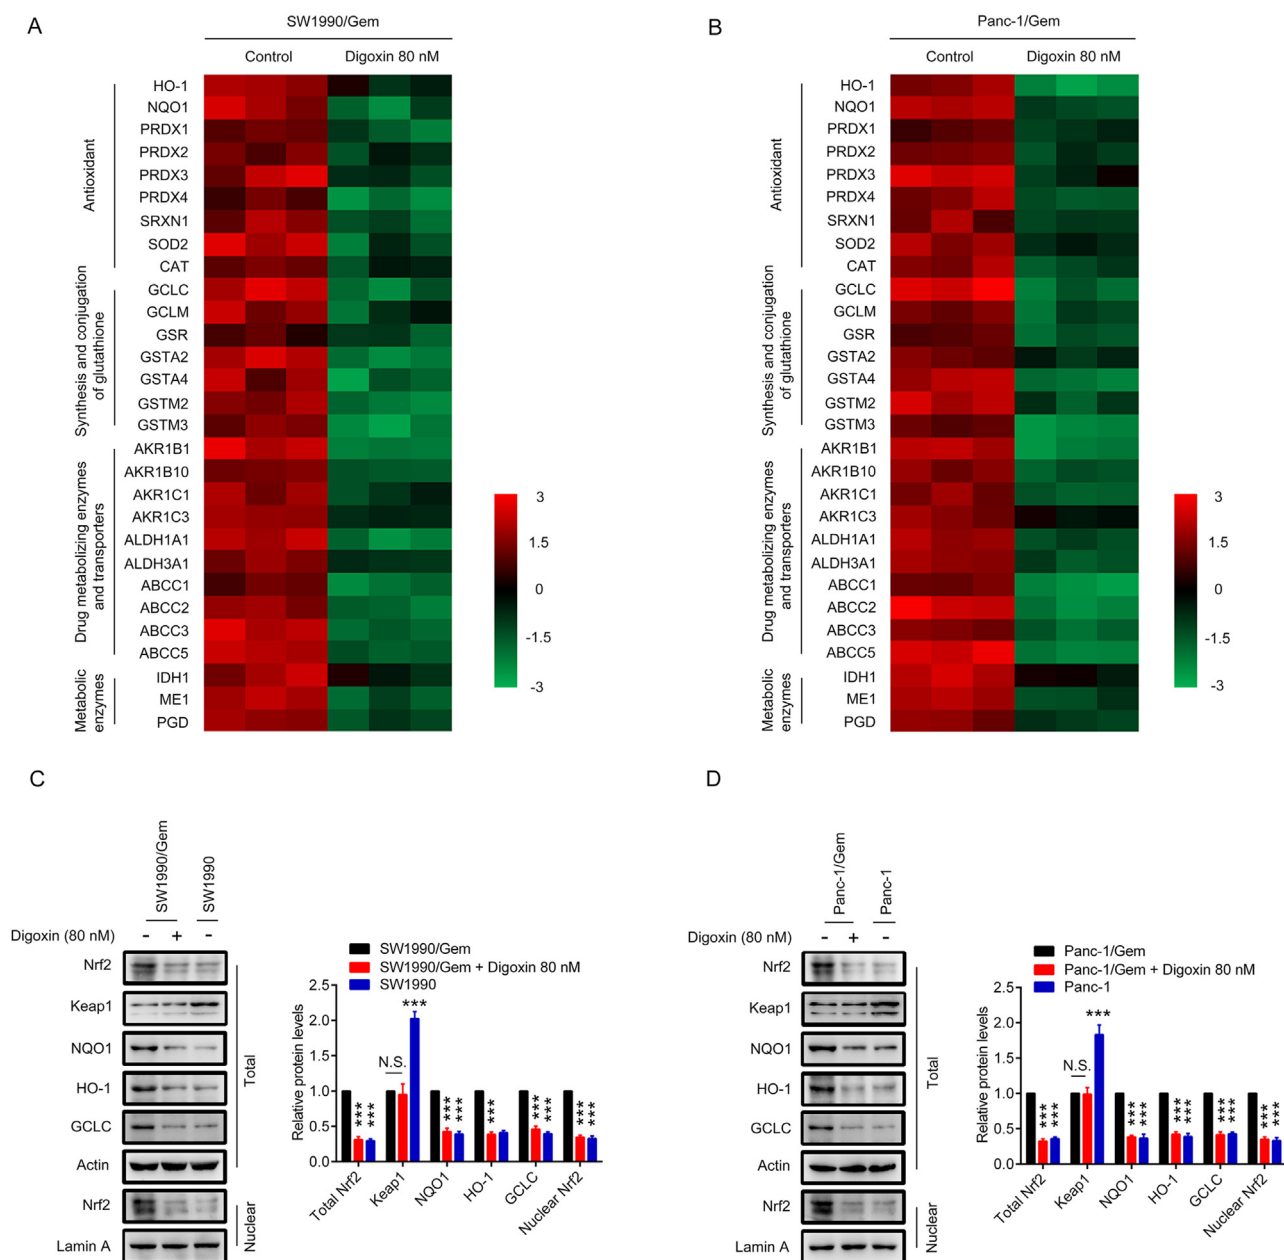 A
SW1990/Gem
Control
Digoxin 80 nM
Antioxidant
HO-1
NQO1
PRDX1
PRDX2
PRDX3
PRDX4
SRXN1
SOD2
CAT
Synthesis and conjugation
of glutathione
GCLC
GCLM
GSR
GSTA2
GSTA4
GSTM2
GSTM3
Drug metabolizing enzymes
and transporters
AKR1B1
AKR1B10
AKR1C1
AKR1C3
ALDH1A1
ALDH3A1
ABCC1
ABCC2
ABCC3
ABCC5
Metabolic
enzymes
IDH1
ME1
PGD
3
1.5
0
-1.5
-3
B
Panc-1/Gem
Control
Digoxin 80 nM
Antioxidant
HO-1
NQO1
PRDX1
PRDX2
PRDX3
PRDX4
SRXN1
SOD2
CAT
Synthesis and conjugation
of glutathione
GCLC
GCLM
GSR
GSTA2
GSTA4
GSTM2
GSTM3
Drug metabolizing enzymes
and transporters
AKR1B1
AKR1B10
AKR1C1
AKR1C3
ALDH1A1
ALDH3A1
ABCC1
ABCC2
ABCC3
ABCC5
Metabolic
enzymes
IDH1
ME1
PGD
3
1.5
0
-1.5
-3
C
SW1990/Gem
SW1990
Digoxin (80 nM) - + -
Nrf2
Keap1
NQO1
HO-1
GCLC
Actin
Total
Nrf2
Lamin A
Nuclear
SW1990/Gem
SW1990/Gem + Digoxin 80 nM
SW1990
Relative protein levels
2.5
2.0
1.5
1.0
0.5
0.0
***
***
N.S.
***
***
***
***
***
***
***
***
Total Nrf2
Keap1
NQO1
HO-1
GCLC
Nuclear Nrf2
D
Panc-1/Gem
Panc-1
Digoxin (80 nM) - + -
Nrf2
Keap1
NQO1
HO-1
GCLC
Actin
Total
Nrf2
Lamin A
Nuclear
Panc-1/Gem
Panc-1/Gem + Digoxin 80 nM
Panc-1
Relative protein levels
2.5
2.0
1.5
1.0
0.5
0.0
***
***
N.S.
***
***
***
***
***
***
***
***
***
Total Nrf2
Keap1
NQO1
HO-1
GCLC
Nuclear Nrf2